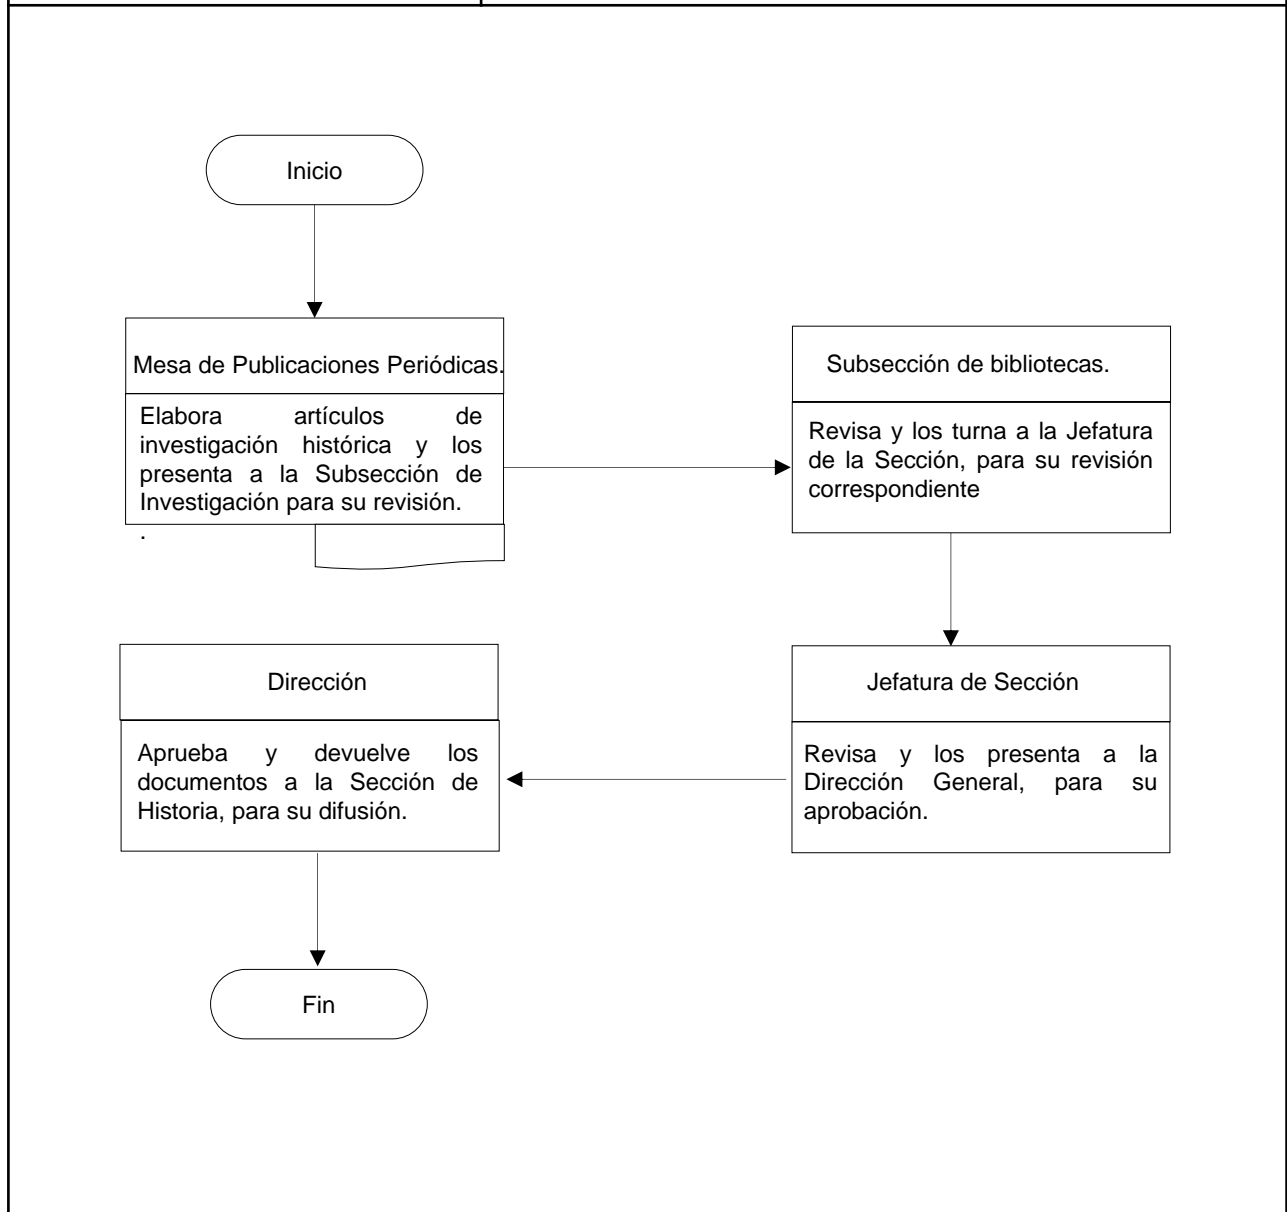 Inicio
Mesa de Publicaciones Periódicas.
Elabora artículos de
investigación histórica y los
presenta a la Subsección de
Investigación para su revisión.
.
Subsección de bibliotecas.
Revisa y los turna a la Jefatura
de la Sección, para su revisión
correspondiente
Jefatura de Sección
Revisa y los presenta a la
Dirección General, para su
aprobación.
Dirección
Aprueba y devuelve los
documentos a la Sección de
Historia, para su difusión.
Fin